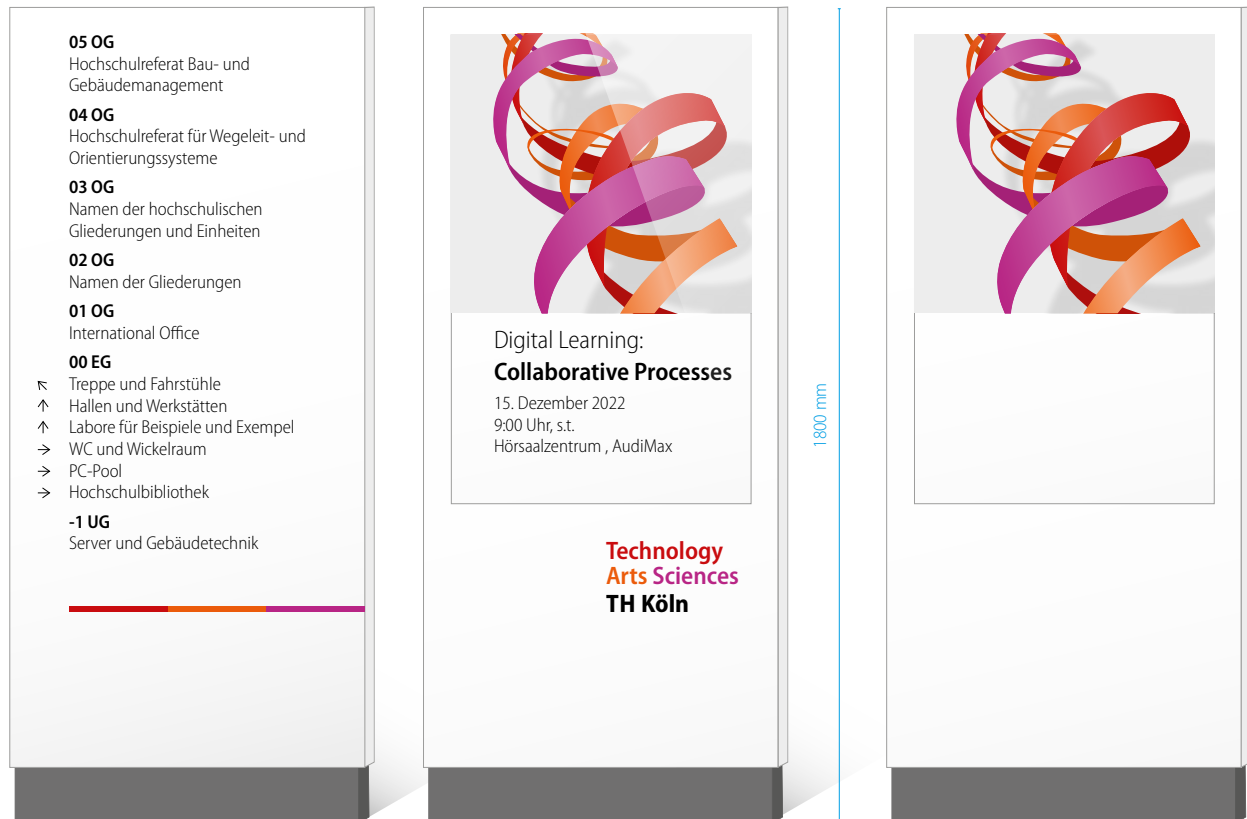 05 OG
Hochschulreferat Bau- und
Gebäudemanagement
04 OG
Hochschulreferat für Wegeleit- und
Orientierungssysteme
03 OG
Namen der hochschulischen
Gliederungen und Einheiten
02 OG
Namen der Gliederungen
01 OG
International Office
00 EG
↖ Treppe und Fahrstühle
↑ Hallen und Werkstätten
↑ Labore für Beispiele und Exempel
→ WC und Wickelraum
→ PC-Pool
→ Hochschulbibliothek
-1 UG
Server und Gebäudetechnik
Digital Learning:
Collaborative Processes
15. Dezember 2022
9:00 Uhr, s.t.
Hörsaalzentrum , AudiMax
Technology
Arts Sciences
TH Köln
1800 mm